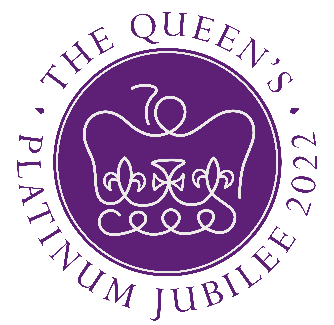 THE QUEEN'S
PLATINUM JUBILEE 2022
70